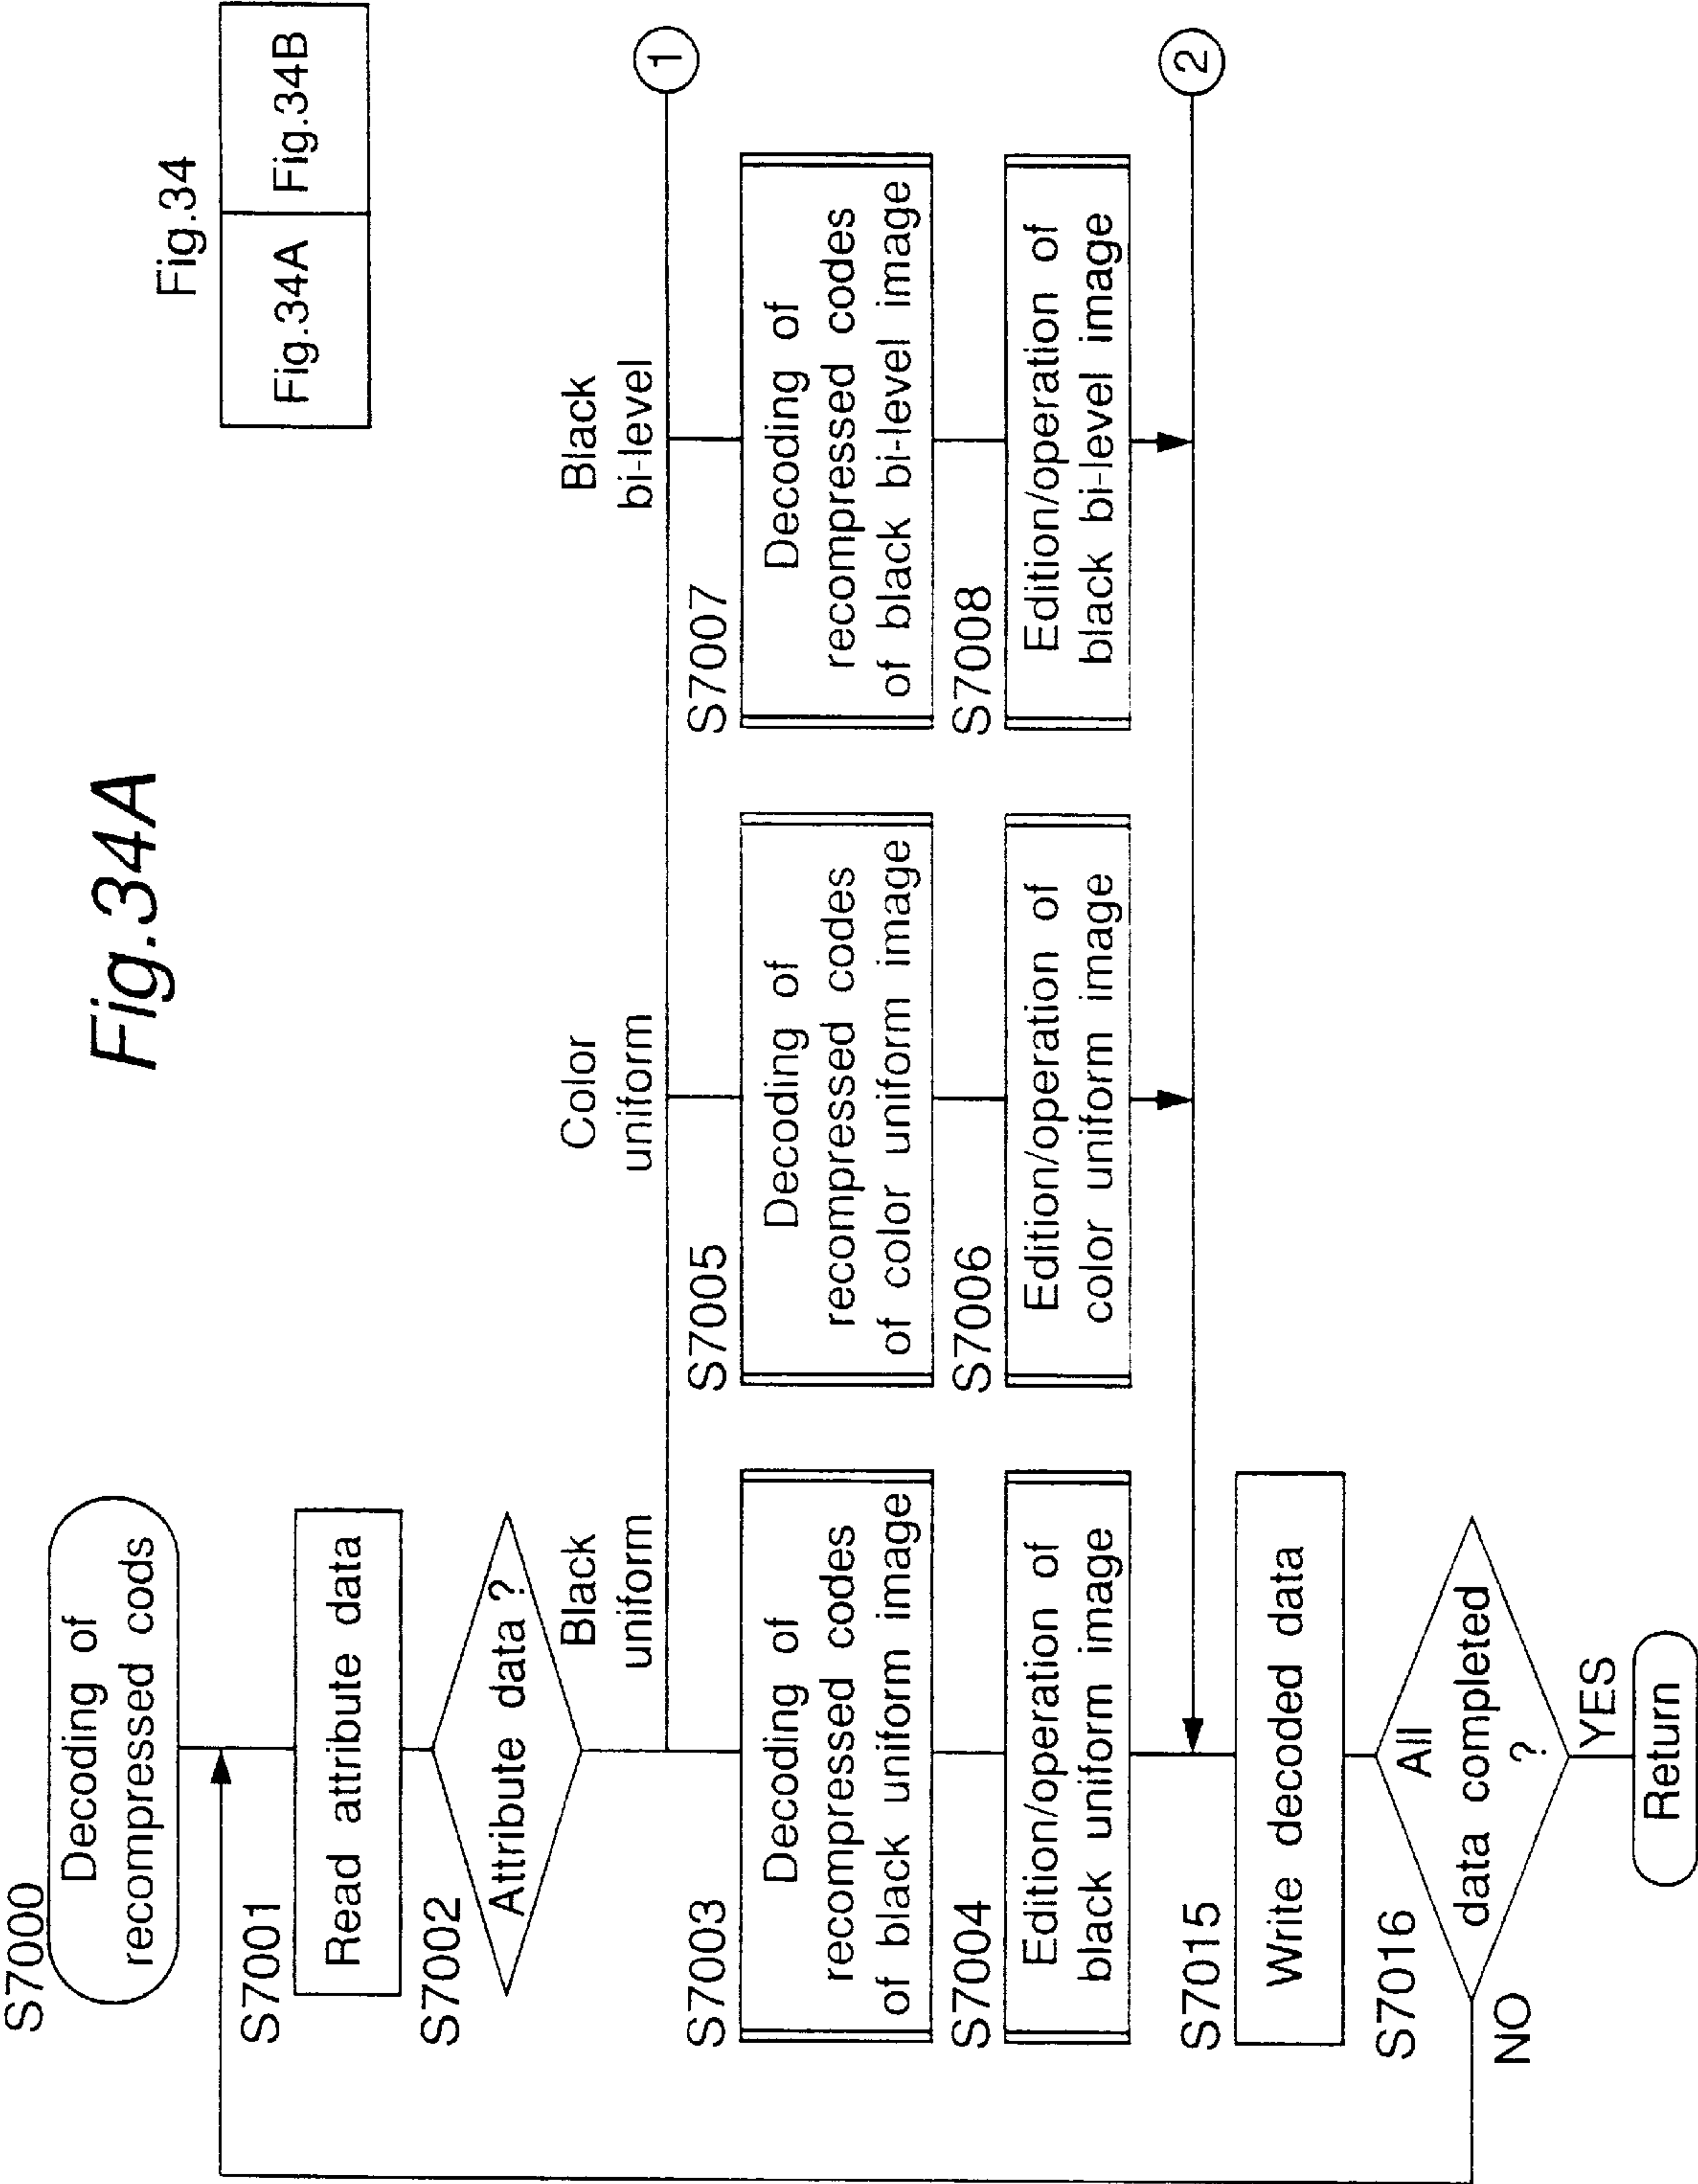 Fig.34A
Fig.34
Fig.34A
Fig.34B
S7000
Decoding of
recompressed cods
S7001
Read attribute data
S7002
Attribute data ?
Black
uniform
Color
uniform
Black
bi-level
1
S7003
Decoding of
recompressed codes
of black uniform image
S7005
Decoding of
recompressed codes
of color uniform image
S7007
Decoding of
recompressed codes
of black bi-level image
S7004
Edition/operation of
black uniform image
S7006
Edition/operation of
color uniform image
S7008
Edition/operation of
black bi-level image
2
S7015
Write decoded data
S7016
All
data completed
?
NO
YES
Return